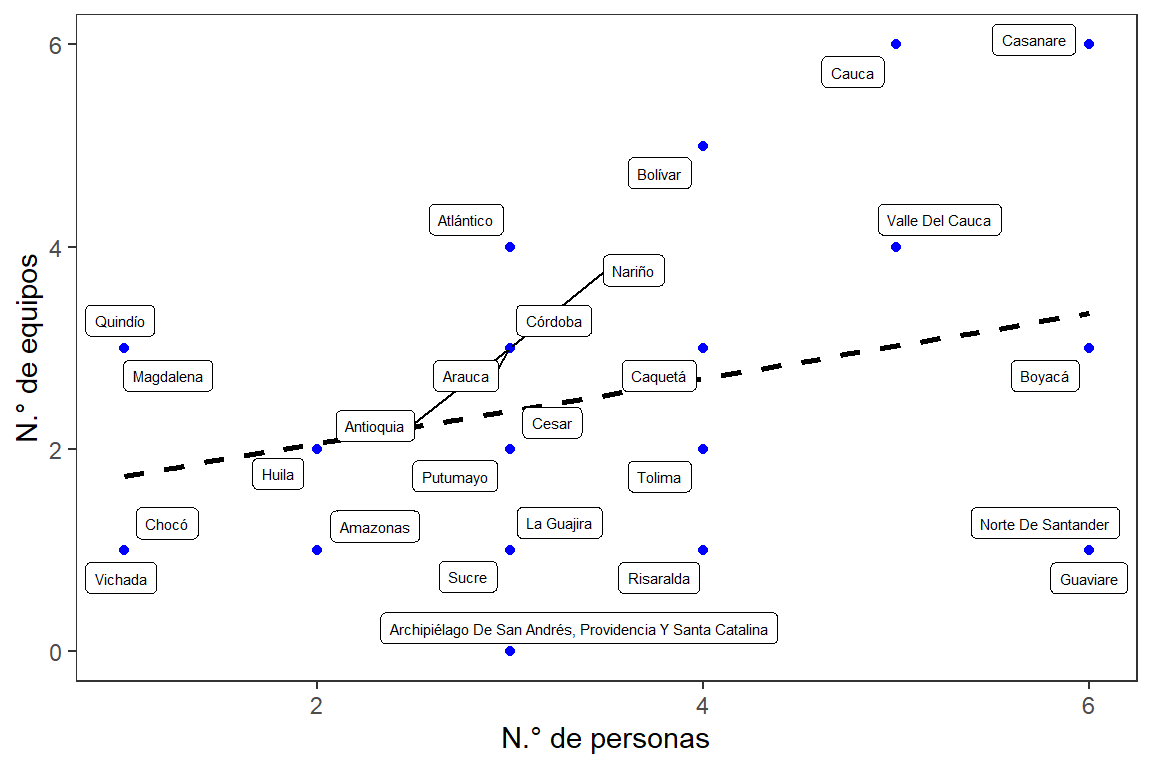 6
Casanare
Cauca
Bolívar
Atlántico
Valle Del Cauca
4
Nariño
Quindío
Córdoba
Magdalena
Arauca
Caquetá
Boyacá
Antioquia
Cesar
2
Huila
Putumayo
Tolima
Chocó
Amazonas
La Guajira
Norte De Santander
Vichada
Sucre
Risaralda
Guaviare
Archipiélago De San Andrés, Providencia Y Santa Catalina
0
2
4
6
N.° de personas
N.° de equipos